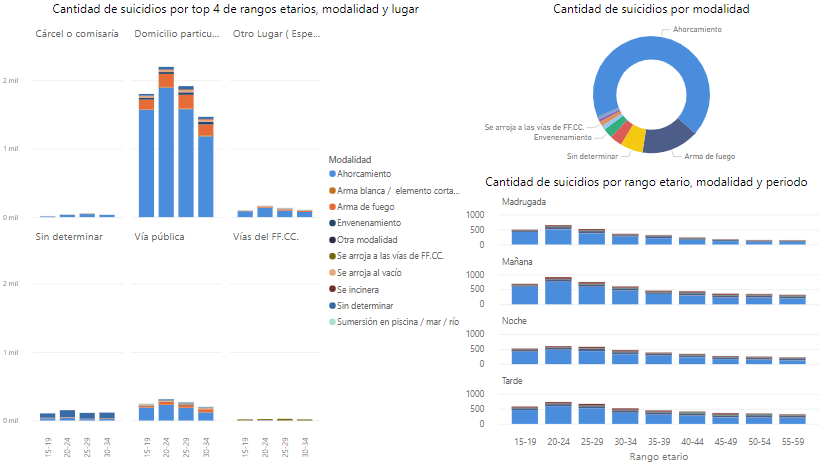 Cantidad de suicidios por top 4 de rangos etarios, modalidad y lugar
Cárcel o comisaría
Domicilio particu...
Otro Lugar ( Espe...
2 mil
1 mil
0 mil
Sin determinar
Vía pública
Vías del FF.CC.
2 mil
1 mil
0 mil
15-19
20-24
25-29
30-34
15-19
20-24
25-29
30-34
15-19
20-24
25-29
30-34
Modalidad
Ahorcamiento
Arma blanca / elemento corta...
Arma de fuego
Envenenamiento
Otra modalidad
Se arroja a las vías de FF.CC.
Se arroja al vacío
Se incinera
Sin determinar
Sumersión en piscina / mar / río
Cantidad de suicidios por modalidad
Ahorcamiento
Se arroja a las vías de FF.CC.
Envenenamiento
Sin determinar
Arma de fuego
Cantidad de suicidios por rango etario, modalidad y periodo
Madrugada
1000
500
0
Mañana
1000
500
0
Noche
1000
500
0
Tarde
1000
500
0
15-19 20-24 25-29 30-34 35-39 40-44 45-49 50-54 55-59
Rango etario